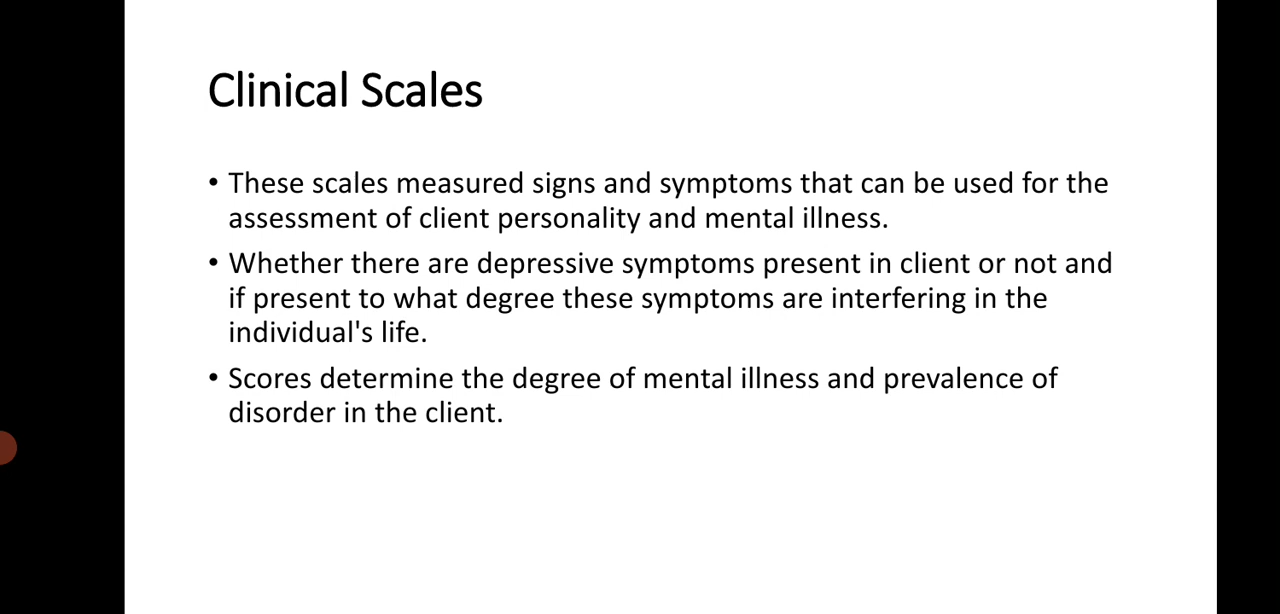 Clinical Scales
• These scales measured signs and symptoms that can be used for the
assessment of client personality and mental illness.
• Whether there are depressive symptoms present in client or not and
if present to what degree these symptoms are interfering in the
individual's life.
• Scores determine the degree of mental illness and prevalence of
disorder in the client.